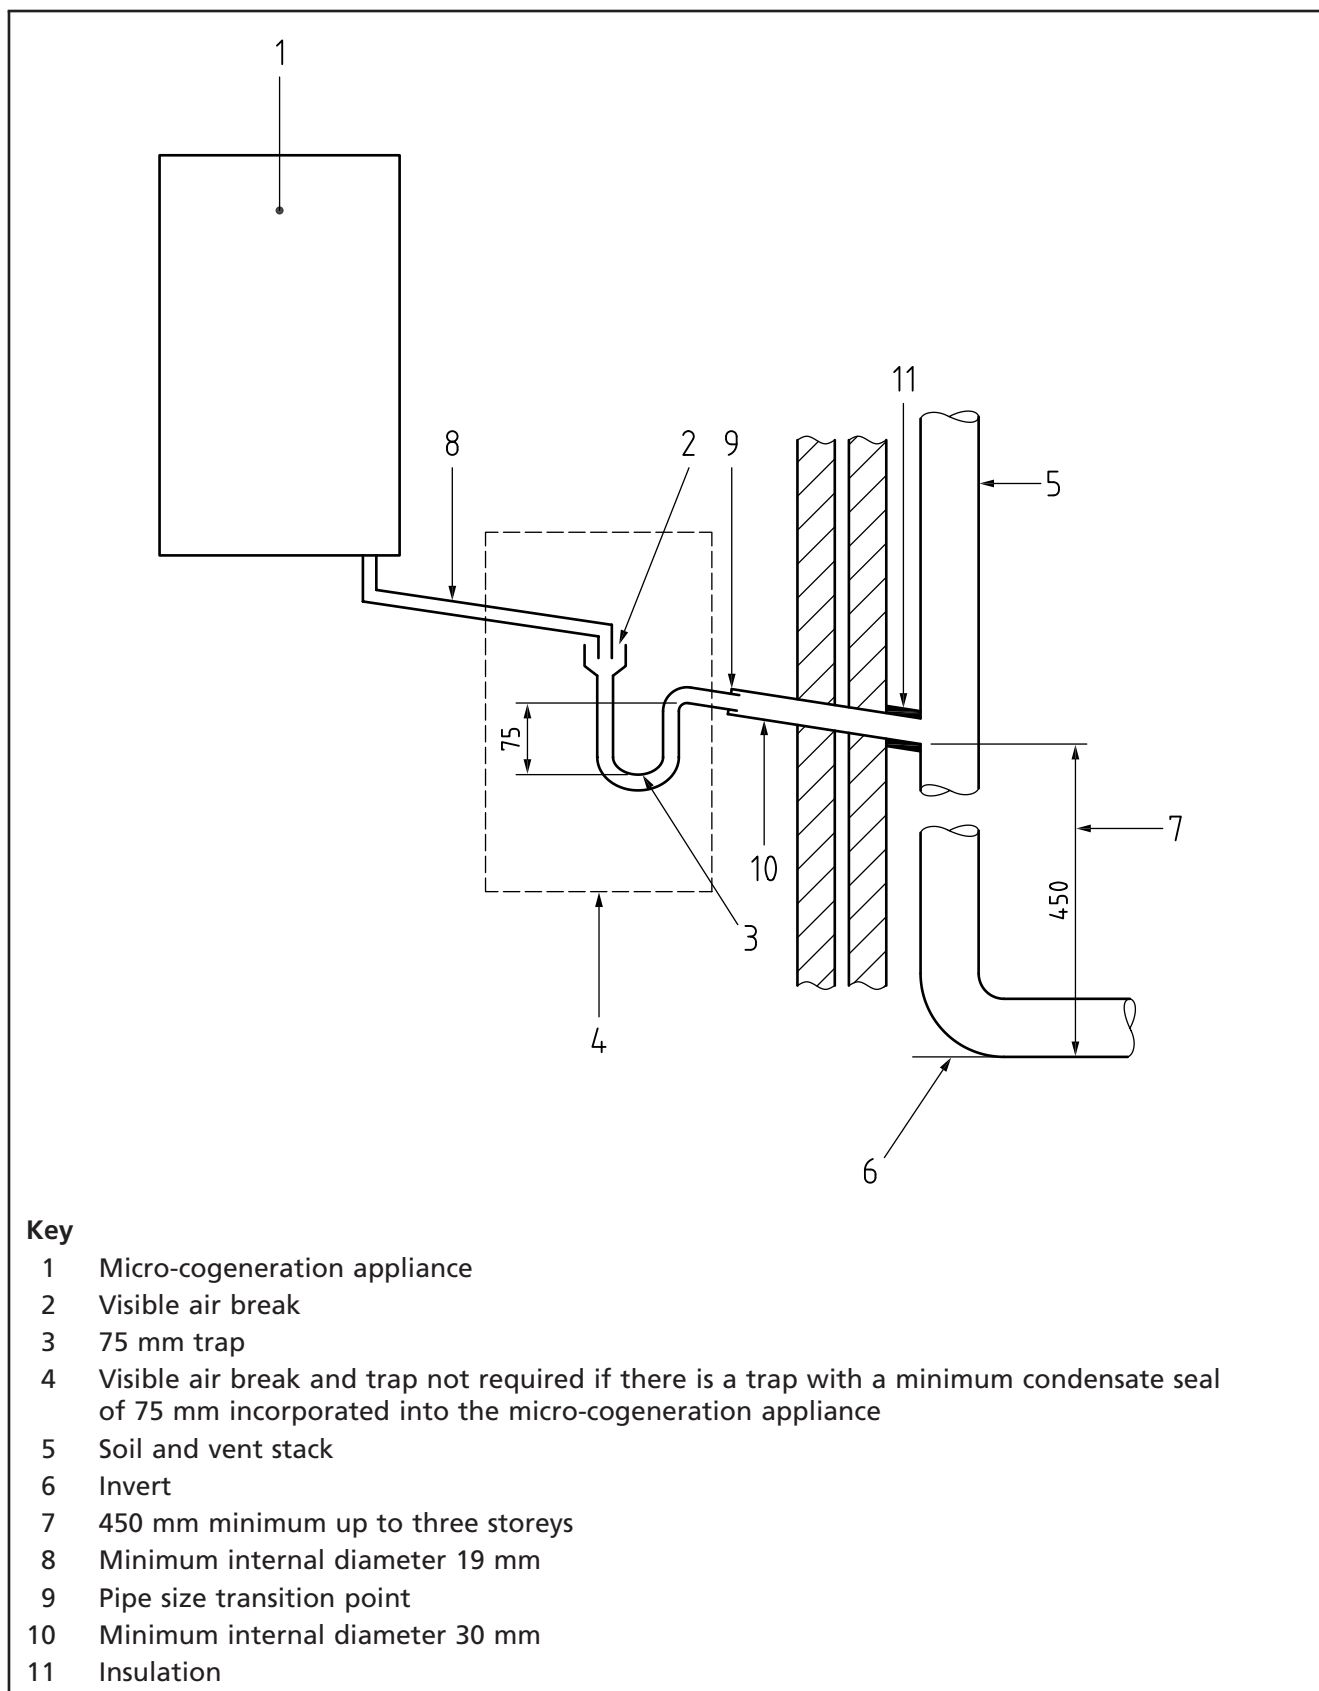 1
11
8
2
9
5
75
7
10
450
3
4
6
Key
1 Micro-cogeneration appliance
2 Visible air break
3 75 mm trap
4 Visible air break and trap not required if there is a trap with a minimum condensate seal
of 75 mm incorporated into the micro-cogeneration appliance
5 Soil and vent stack
6 Invert
7 450 mm minimum up to three storeys
8 Minimum internal diameter 19 mm
9 Pipe size transition point
10 Minimum internal diameter 30 mm
11 Insulation